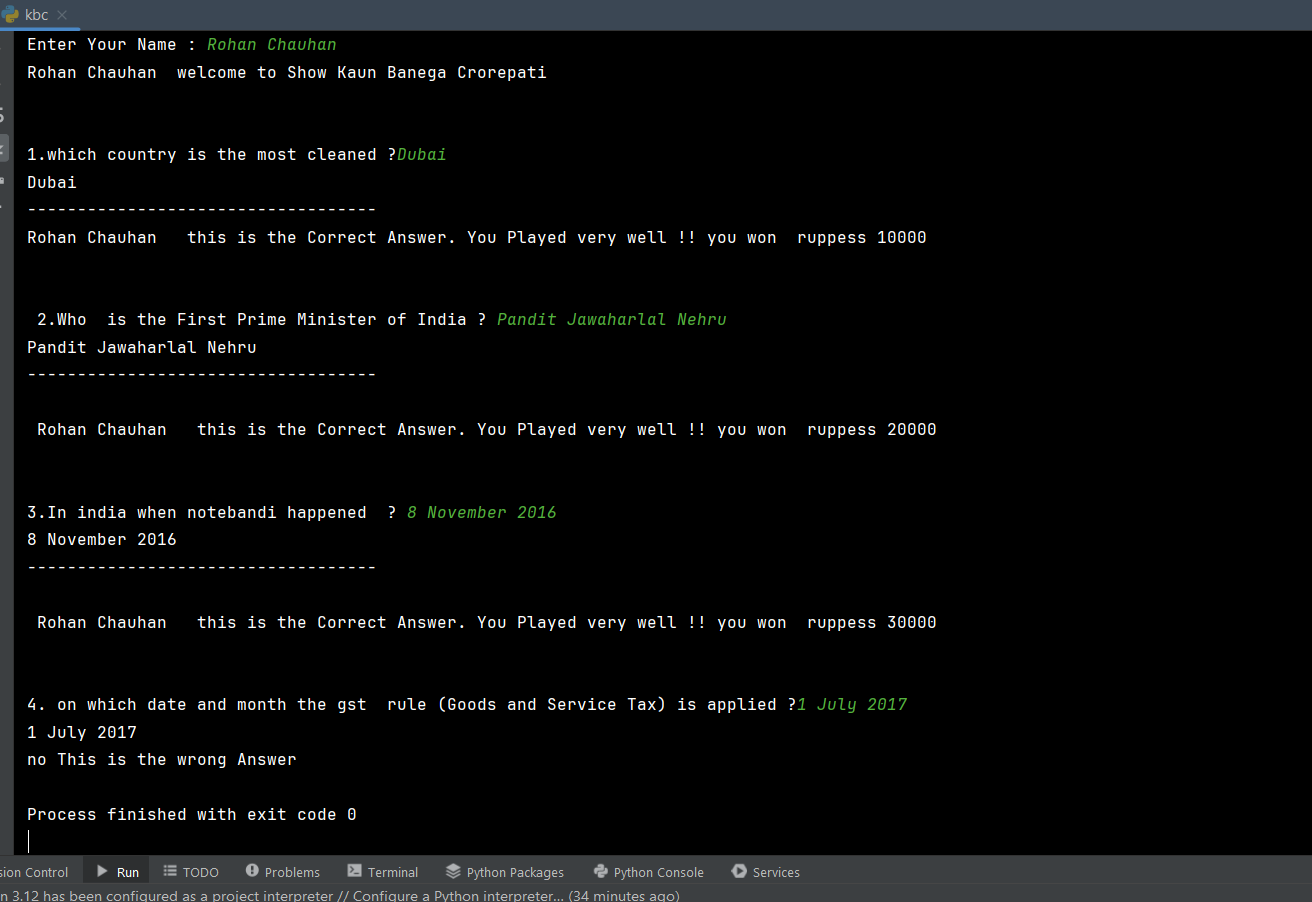 kbc
Enter Your Name : Rohan Chauhan
Rohan Chauhan  welcome to Show Kaun Banega Crorepati
1.which country is the most cleaned ?Dubai
Dubai
-----------------------------------
Rohan Chauhan   this is the Correct Answer. You Played very well !! you won  ruppess 10000
 2.Who  is the First Prime Minister of India ? Pandit Jawaharlal Nehru
Pandit Jawaharlal Nehru
-----------------------------------
 Rohan Chauhan   this is the Correct Answer. You Played very well !! you won  ruppess 20000
3.In india when notebandi happened  ? 8 November 2016
8 November 2016
-----------------------------------
 Rohan Chauhan   this is the Correct Answer. You Played very well !! you won  ruppess 30000
4. on which date and month the gst  rule (Goods and Service Tax) is applied ?1 July 2017
1 July 2017
no This is the wrong Answer
Process finished with exit code 0
sion Control Run TODO Problems Terminal Python Packages Python Console Services
n 3.12 has been configured as a project interpreter // Configure a Python interpreter... (34 minutes ago)